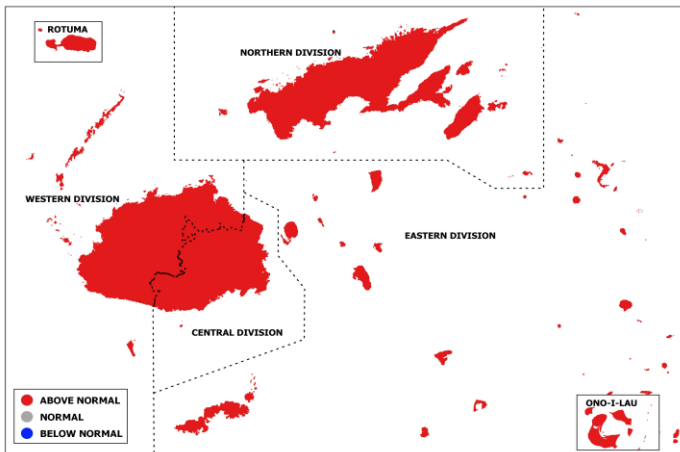 ROTUMA
NORTHERN DIVISION
WESTERN DIVISION
EASTERN DIVISION
CENTRAL DIVISION
ABOVE NORMAL
NORMAL
BELOW NORMAL
ONO-I-LAU